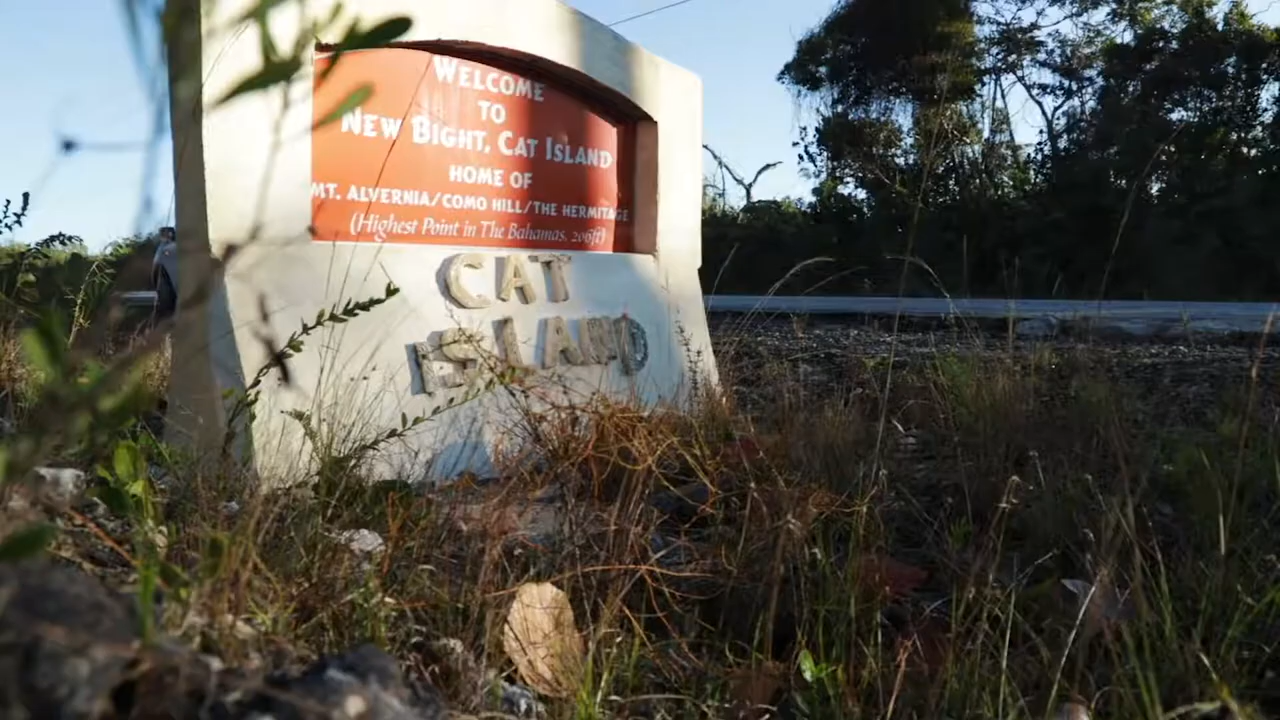 WELCOME
TO
NEW BIGHT, CAT ISLAND
HOME OF
MT. ALVERNIA/COMO HILL/THE HERMITAGE
(Highest Point in The Bahamas, 206ft)
CAT
ISLAND